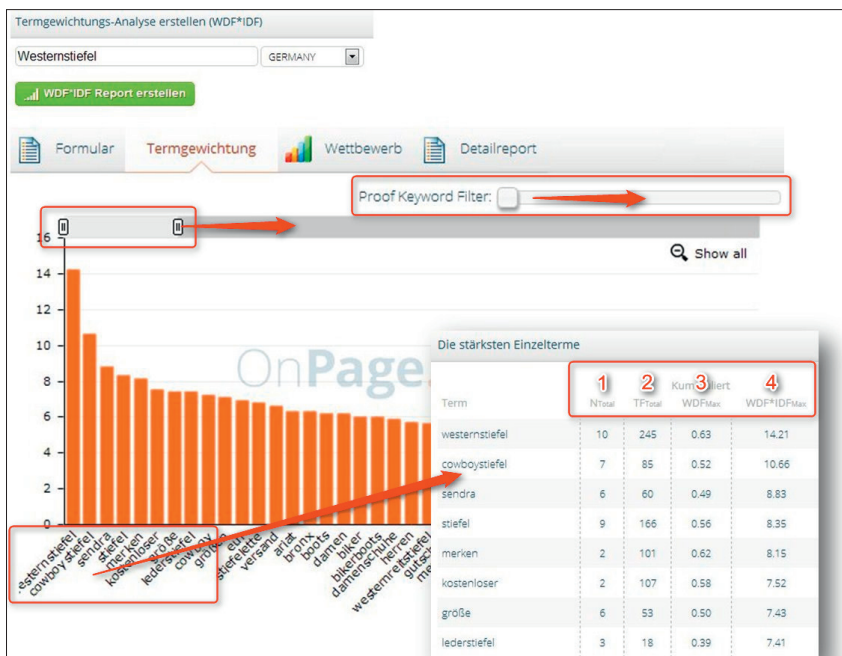 Termgewichtungs-Analyse erstellen (WDF*IDF)
Westernstiefel GERMANY
WDF*IDF Report erstellen
Formular Termgewichtung Wettbewerb Detailreport
Proof Keyword Filter:
Show all
16
14
12
10
8
6
4
2
0
OnPage.
westernstiefel
cowboystiefel
sendra
stiefel
merken
kostenloser
größe
lederstiefel
cowboy
größen
euro
stiefelette
versand
ariat
bronx
boots
damen
biker
bikerboots
damenschuhe
herren
westernreitstiefel
Die stärksten Einzelterme
1 2 3 4
Term NTotal TFTotal WDFMax WDF*IDFMax
westernstiefel 10 245 0.63 14.21
cowboystiefel 7 85 0.52 10.66
sendra 6 60 0.49 8.83
stiefel 9 166 0.56 8.35
merken 2 101 0.62 8.15
kostenloser 2 107 0.58 7.52
größe 6 53 0.50 7.43
lederstiefel 3 18 0.39 7.41